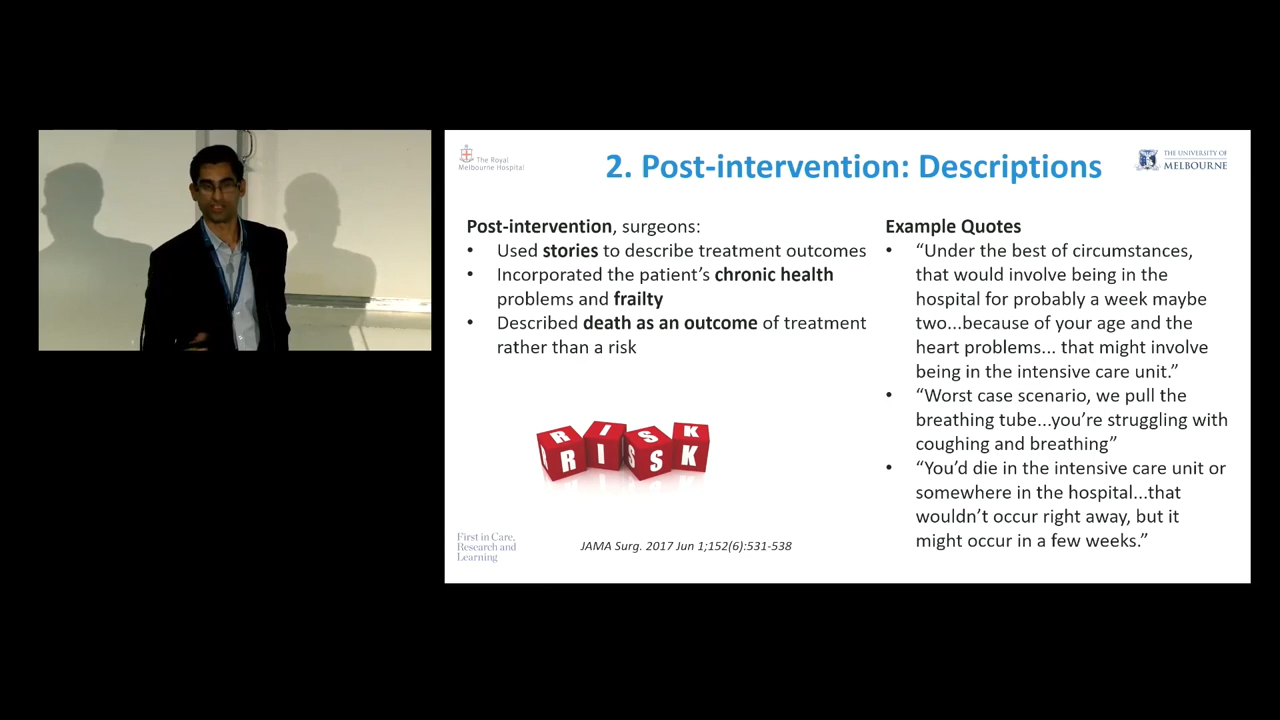 The Royal
Melbourne Hospital
2. Post-intervention: Descriptions
THE UNIVERSITY OF
MELBOURNE
Post-intervention, surgeons:
• Used stories to describe treatment outcomes
• Incorporated the patient’s chronic health
problems and frailty
• Described death as an outcome of treatment
rather than a risk
RISK
RISK
First in Care,
Research and
Learning
JAMA Surg. 2017 Jun 1;152(6):531-538
Example Quotes
• “Under the best of circumstances,
that would involve being in the
hospital for probably a week maybe
two...because of your age and the
heart problems... that might involve
being in the intensive care unit.”
• “Worst case scenario, we pull the
breathing tube...you’re struggling with
coughing and breathing”
• “You’d die in the intensive care unit or
somewhere in the hospital...that
wouldn’t occur right away, but it
might occur in a few weeks.”